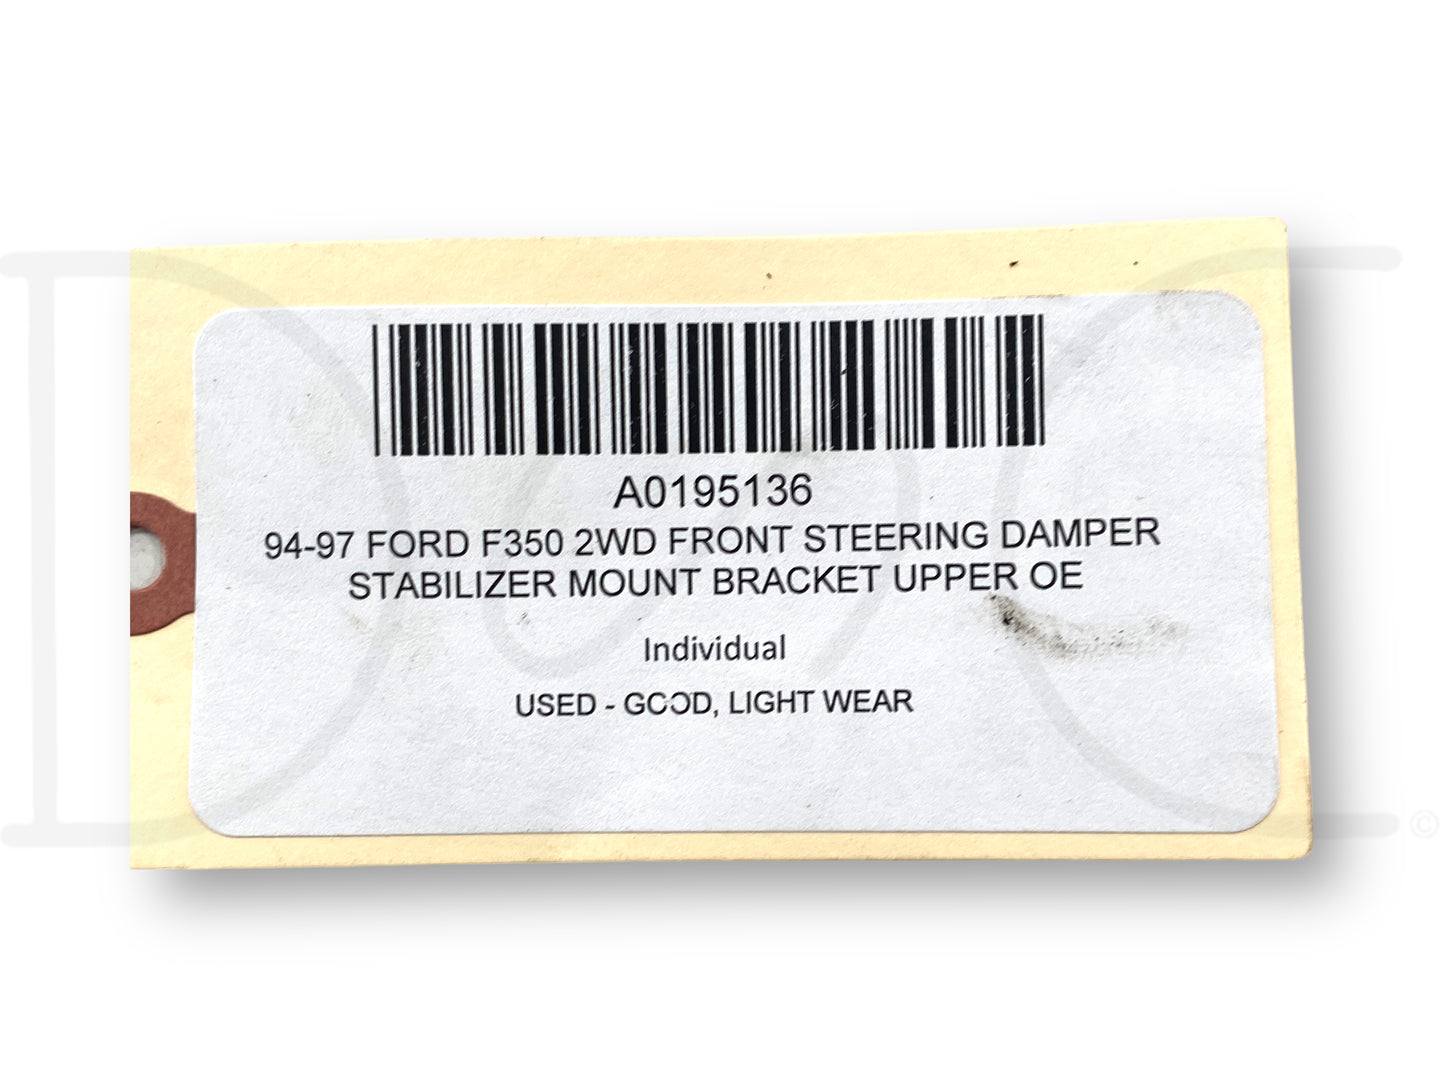 A0195136
94-97 FORD F350 2WD FRONT STEERING DAMPER
STABILIZER MOUNT BRACKET UPPER OE
Individual
USED - GOOD, LIGHT WEAR
©